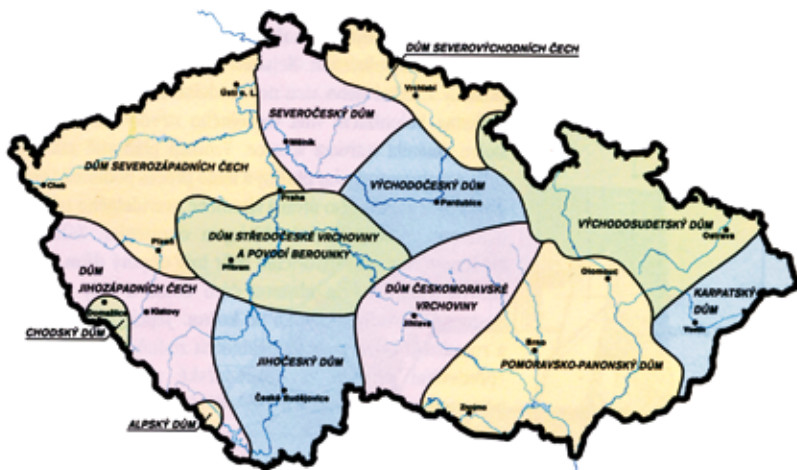 DŮM SEVEROVÝCHODNÍCH ČECH
Vrchlabí
Ústí n. L.
SEVEROČESKÝ DŮM
Mělník
DŮM SEVEROZÁPADNÍCH ČECH
Cheb
VÝCHODOČESKÝ DŮM
Praha
Pardubice
VÝCHODOSUDETSKÝ DŮM
Ostrava
DŮM STŘEDOČESKÉ VRCHOVINY
A POVODÍ BEROUNKY
Plzeň
Příbram
DŮM
JIHOZÁPADNÍCH ČECH
Olomouc
DŮM ČESKOMORAVSKÉ
VRCHOVINY
KARPATSKÝ
DŮM
Domažlice
Klatovy
Jihlava
Vsetín
CHODSKÝ DŮM
JIHOČESKÝ DŮM
Brno
POMORAVSKO-PANONSKÝ DŮM
České Budějovice
Znojmo
ALPSKÝ DŮM